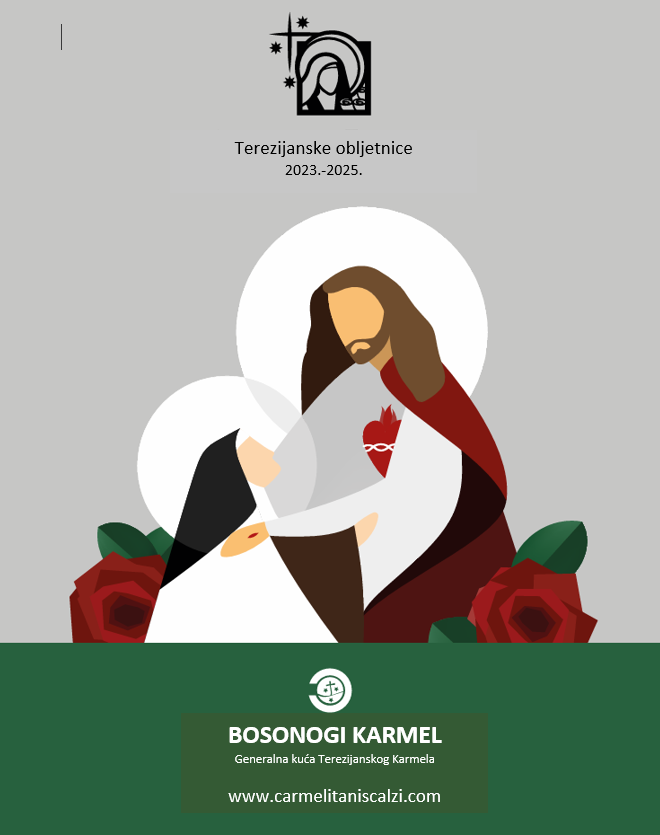 Terezijanske obljetnice
2023.-2025.
BOSONOGI KARMEL
Generalna kuća Terezijanskog Karmela
www.carmelitaniscalzi.com